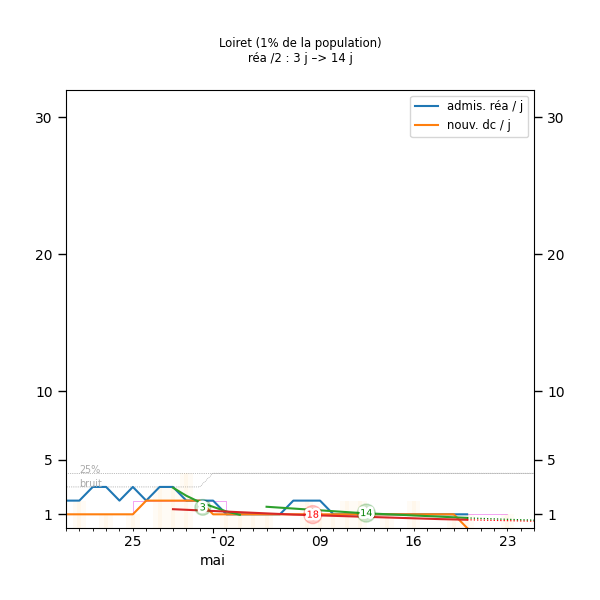 Loiret (1% de la population)
réa /2 : 3 j –> 14 j
admis. réa / j
nouv. dc / j
30 30
20 20
10 10
5 5
25%
bruit
3
18
14
1 1
25 - 02 09 16 23
mai